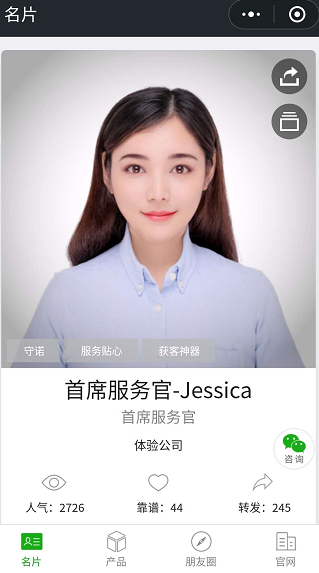 名片
守诺 服务贴心 获客神器
首席服务官-Jessica
首席服务官
体验公司
咨询
人气：2726 靠谱：44 转发：245
名片 产品 朋友圈 官网